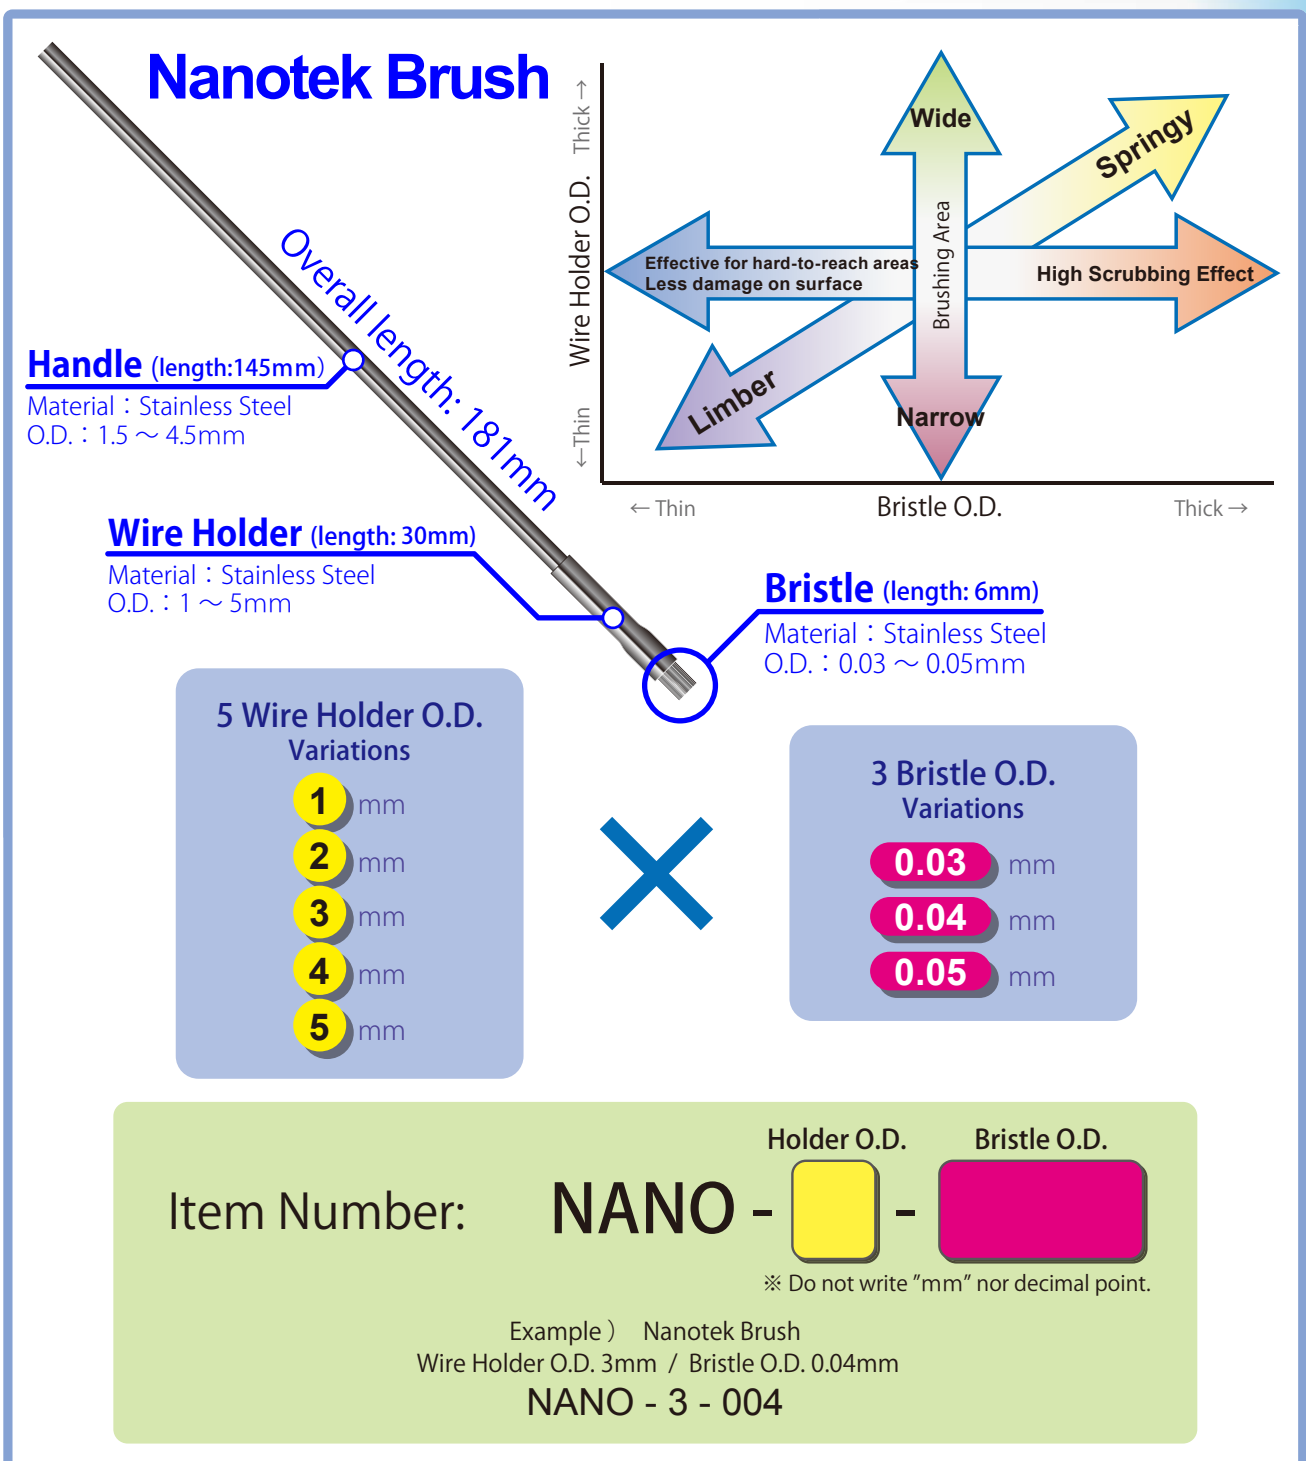 Nanotek Brush
Overall length: 181mm
Handle (length:145mm)
Material：Stainless Steel
O.D.：1.5 ～ 4.5mm
Wire Holder (length: 30mm)
Material：Stainless Steel
O.D.：1 ～ 5mm
Bristle (length: 6mm)
Material：Stainless Steel
O.D.：0.03 ～ 0.05mm
Wire Holder O.D.
Thick →
←Thin
Wide
Springy
Effective for hard-to-reach areas
Less damage on surface
Brushing Area
High Scrubbing Effect
Limber
Narrow
← Thin
Bristle O.D.
Thick →
5 Wire Holder O.D.
Variations
1 mm
2 mm
3 mm
4 mm
5 mm
3 Bristle O.D.
Variations
0.03 mm
0.04 mm
0.05 mm
Holder O.D. Bristle O.D.
Item Number: NANO - -
※ Do not write "mm" nor decimal point.
Example） Nanotek Brush
Wire Holder O.D. 3mm / Bristle O.D. 0.04mm
NANO - 3 - 004